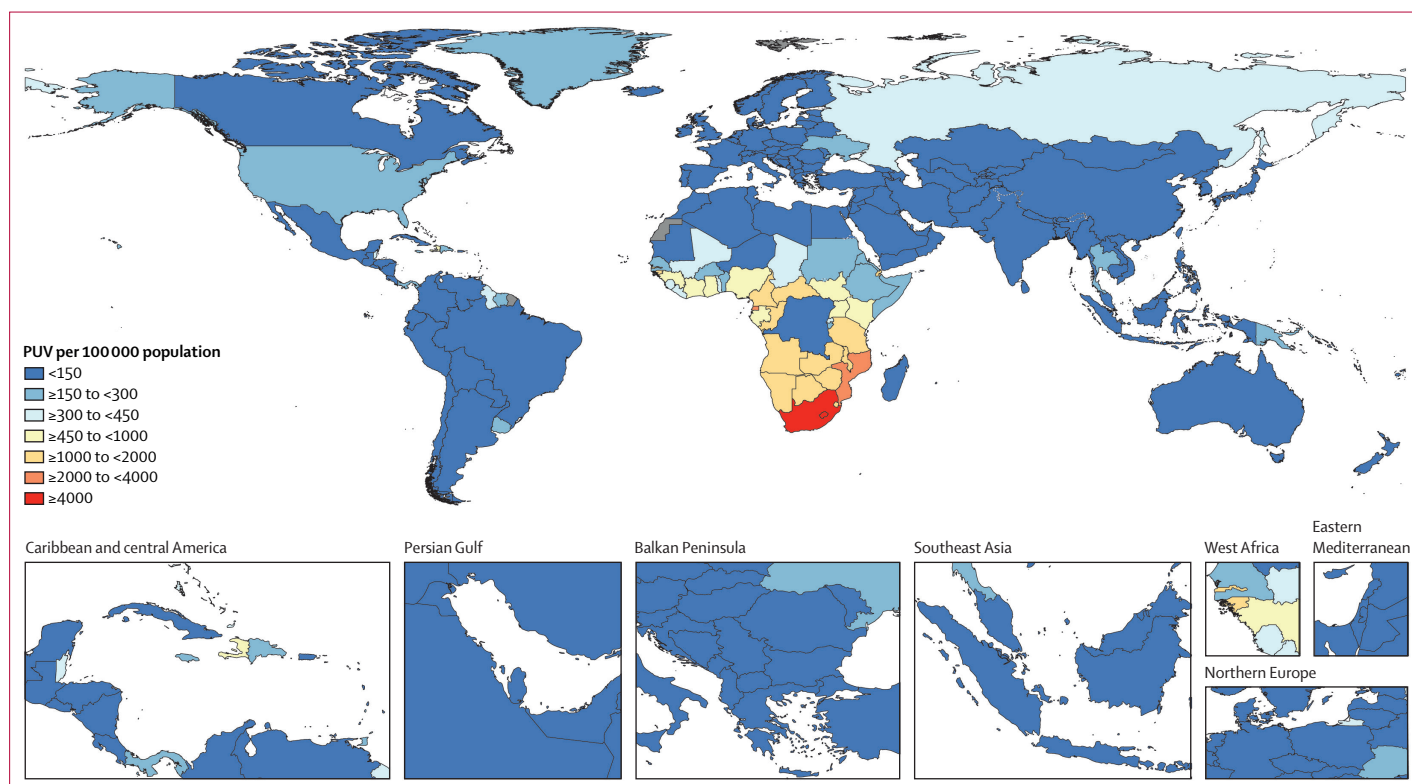 PUV per 100 000 population
<150
≥150 to <300
≥300 to <450
≥450 to <1000
≥1000 to <2000
≥2000 to <4000
≥4000
Caribbean and central America
Persian Gulf
Balkan Peninsula
Southeast Asia
West Africa
Eastern
Mediterranean
Northern Europe